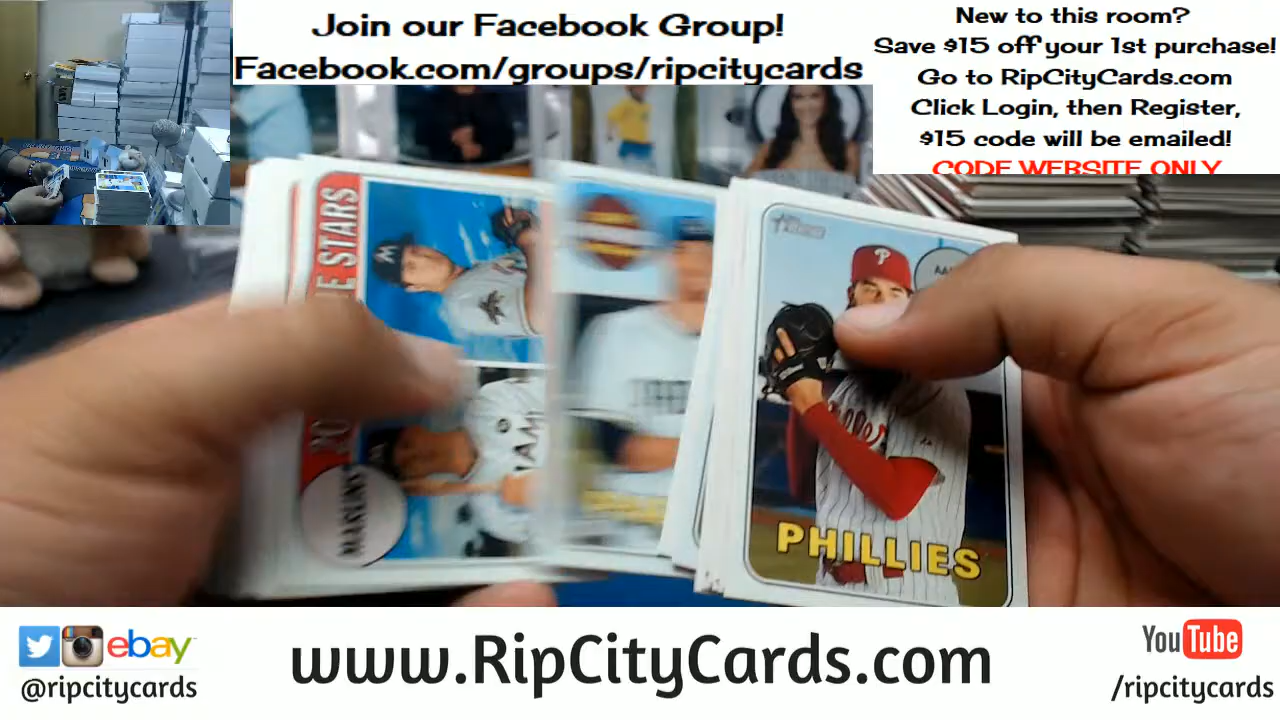 Join our Facebook Group!
Facebook.com/groups/ripcitycards
New to this room?
Save $15 off your 1st purchase!
Go to RipCityCards.com
Click Login, then Register,
$15 code will be emailed!
CODE WEBSITE ONLY
STARS
MARLINS
Heritage
PHILLIES
ebay
@ripcitycards
www.RipCityCards.com
YouTube
/ripcitycards